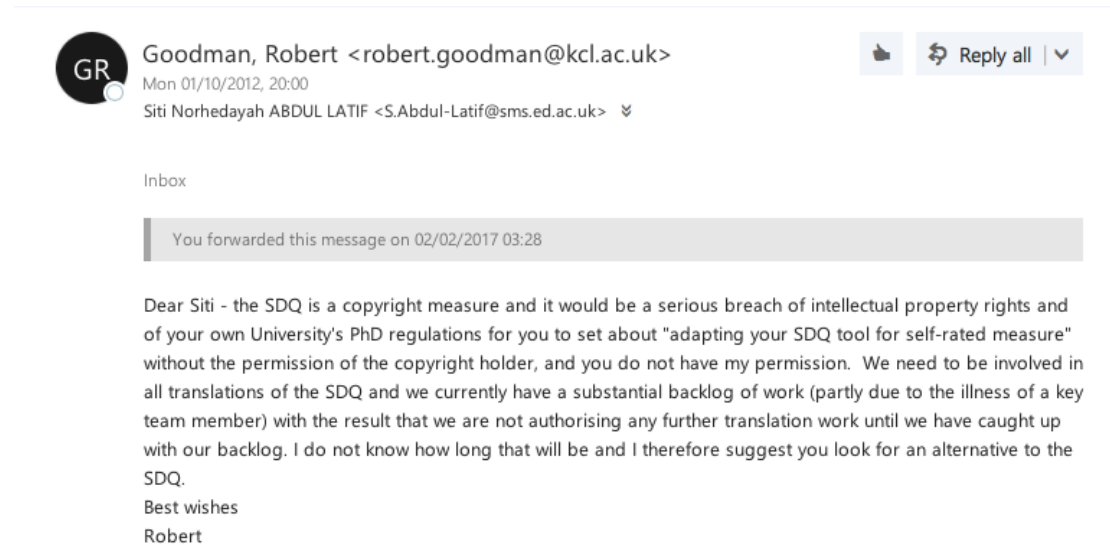 GR
Goodman, Robert <robert.goodman@kcl.ac.uk>
Reply all
Mon 01/10/2012, 20:00
Siti Norhedayah ABDUL LATIF <S.Abdul-Latif@sms.ed.ac.uk>
Inbox
You forwarded this message on 02/02/2017 03:28
Dear Siti - the SDQ is a copyright measure and it would be a serious breach of intellectual property rights and
of your own University's PhD regulations for you to set about "adapting your SDQ tool for self-rated measure"
without the permission of the copyright holder, and you do not have my permission.  We need to be involved in
all translations of the SDQ and we currently have a substantial backlog of work (partly due to the illness of a key
team member) with the result that we are not authorising any further translation work until we have caught up
with our backlog. I do not know how long that will be and I therefore suggest you look for an alternative to the
SDQ.
Best wishes
Robert